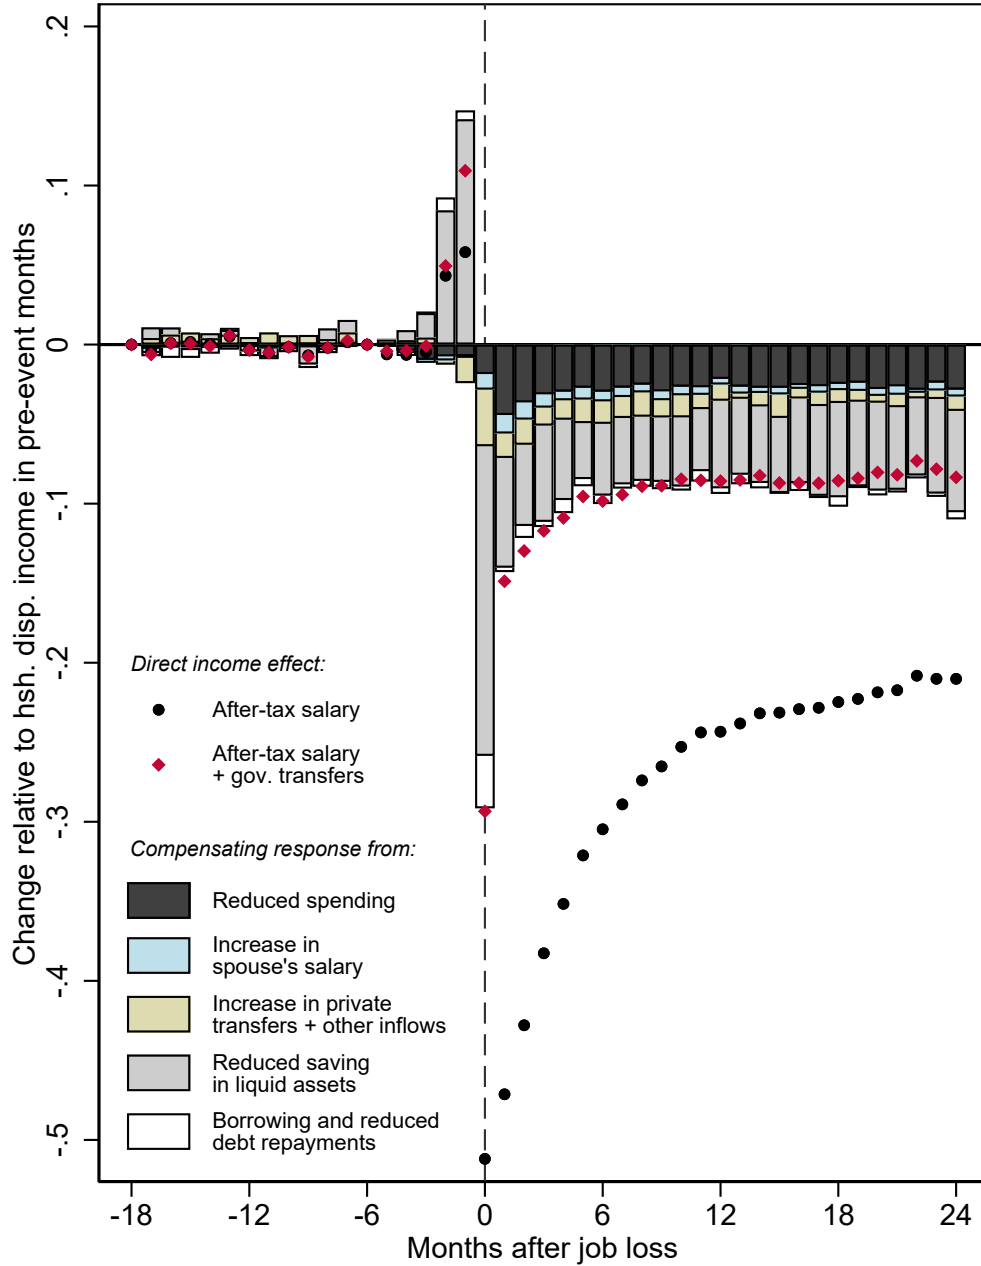 Change relative to hsh. disp. income in pre-event months
.2
.1
0
-.1
-.2
-.3
-.4
-.5
Direct income effect:
After-tax salary
After-tax salary
+ gov. transfers
Compensating response from:
Reduced spending
Increase in
spouse's salary
Increase in private
transfers + other inflows
Reduced saving
in liquid assets
Borrowing and reduced
debt repayments
-18 -12 -6 0 6 12 18 24
Months after job loss